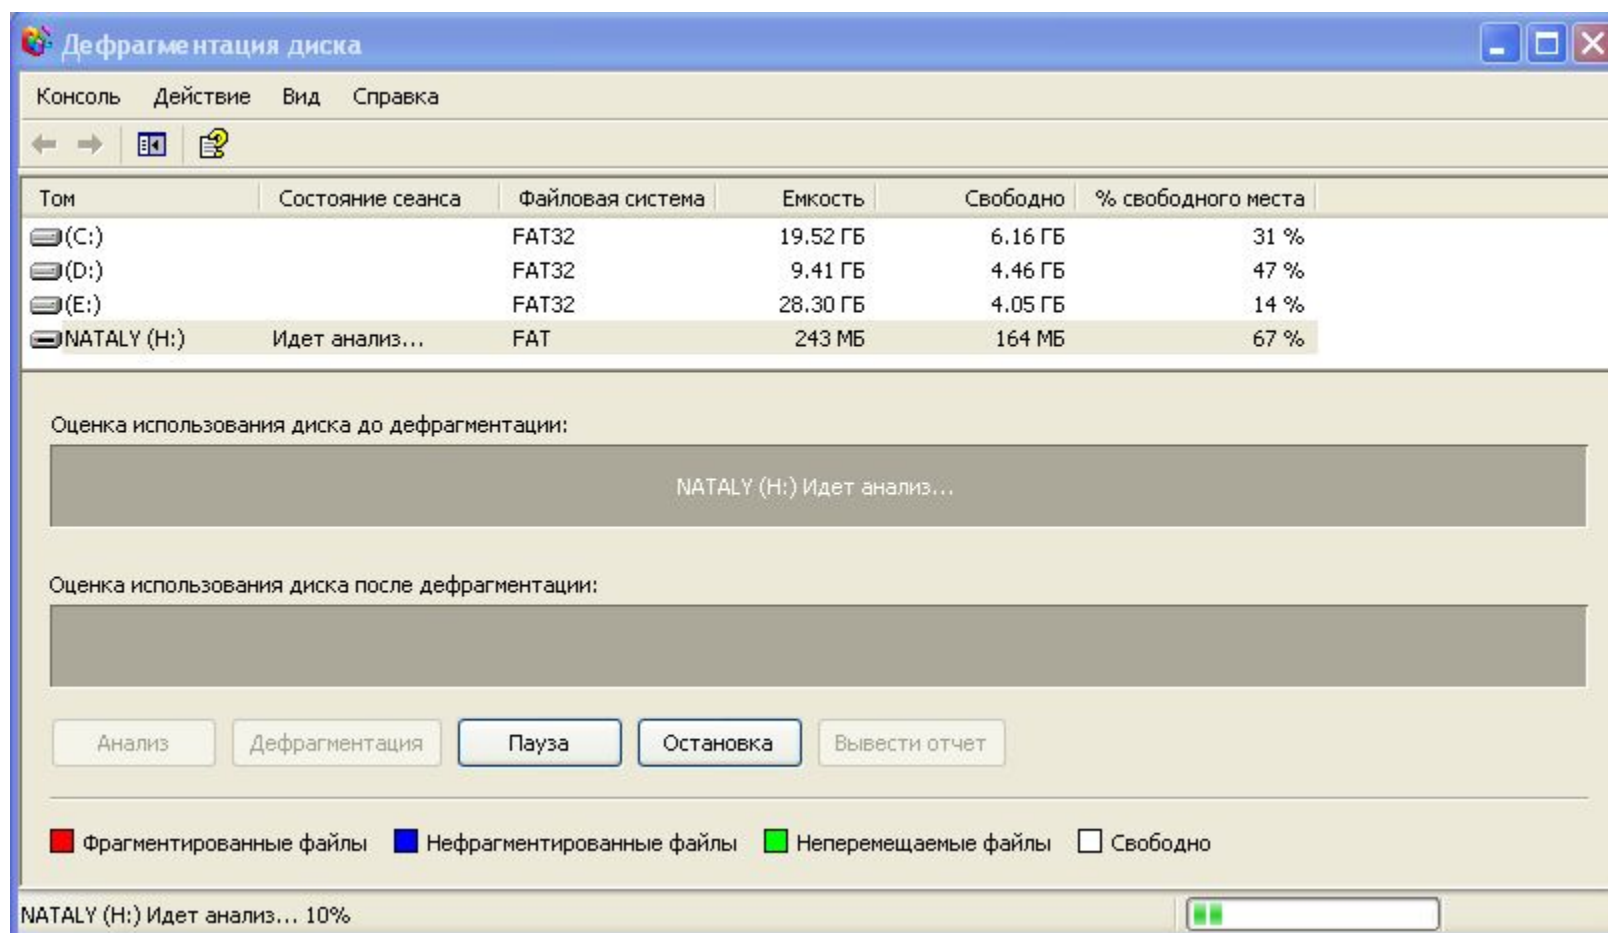 Дефрагментация диска
Консоль Действие Вид Справка
Том Состояние сеанса Файловая система Емкость Свободно % свободного места
(C:) FAT32 19.52 ГБ 6.16 ГБ 31 %
(D:) FAT32 9.41 ГБ 4.46 ГБ 47 %
(E:) FAT32 28.30 ГБ 4.05 ГБ 14 %
NATALY (H:) Идет анализ... FAT 243 МБ 164 МБ 67 %
Оценка использования диска до дефрагментации:
NATALY (H:) Идет анализ...
Оценка использования диска после дефрагментации:
Анализ Дефрагментация Пауза Остановка Вывести отчет
Фрагментированные файлы Нефрагментированные файлы Неперемещаемые файлы Свободно
NATALY (H:) Идет анализ... 10%